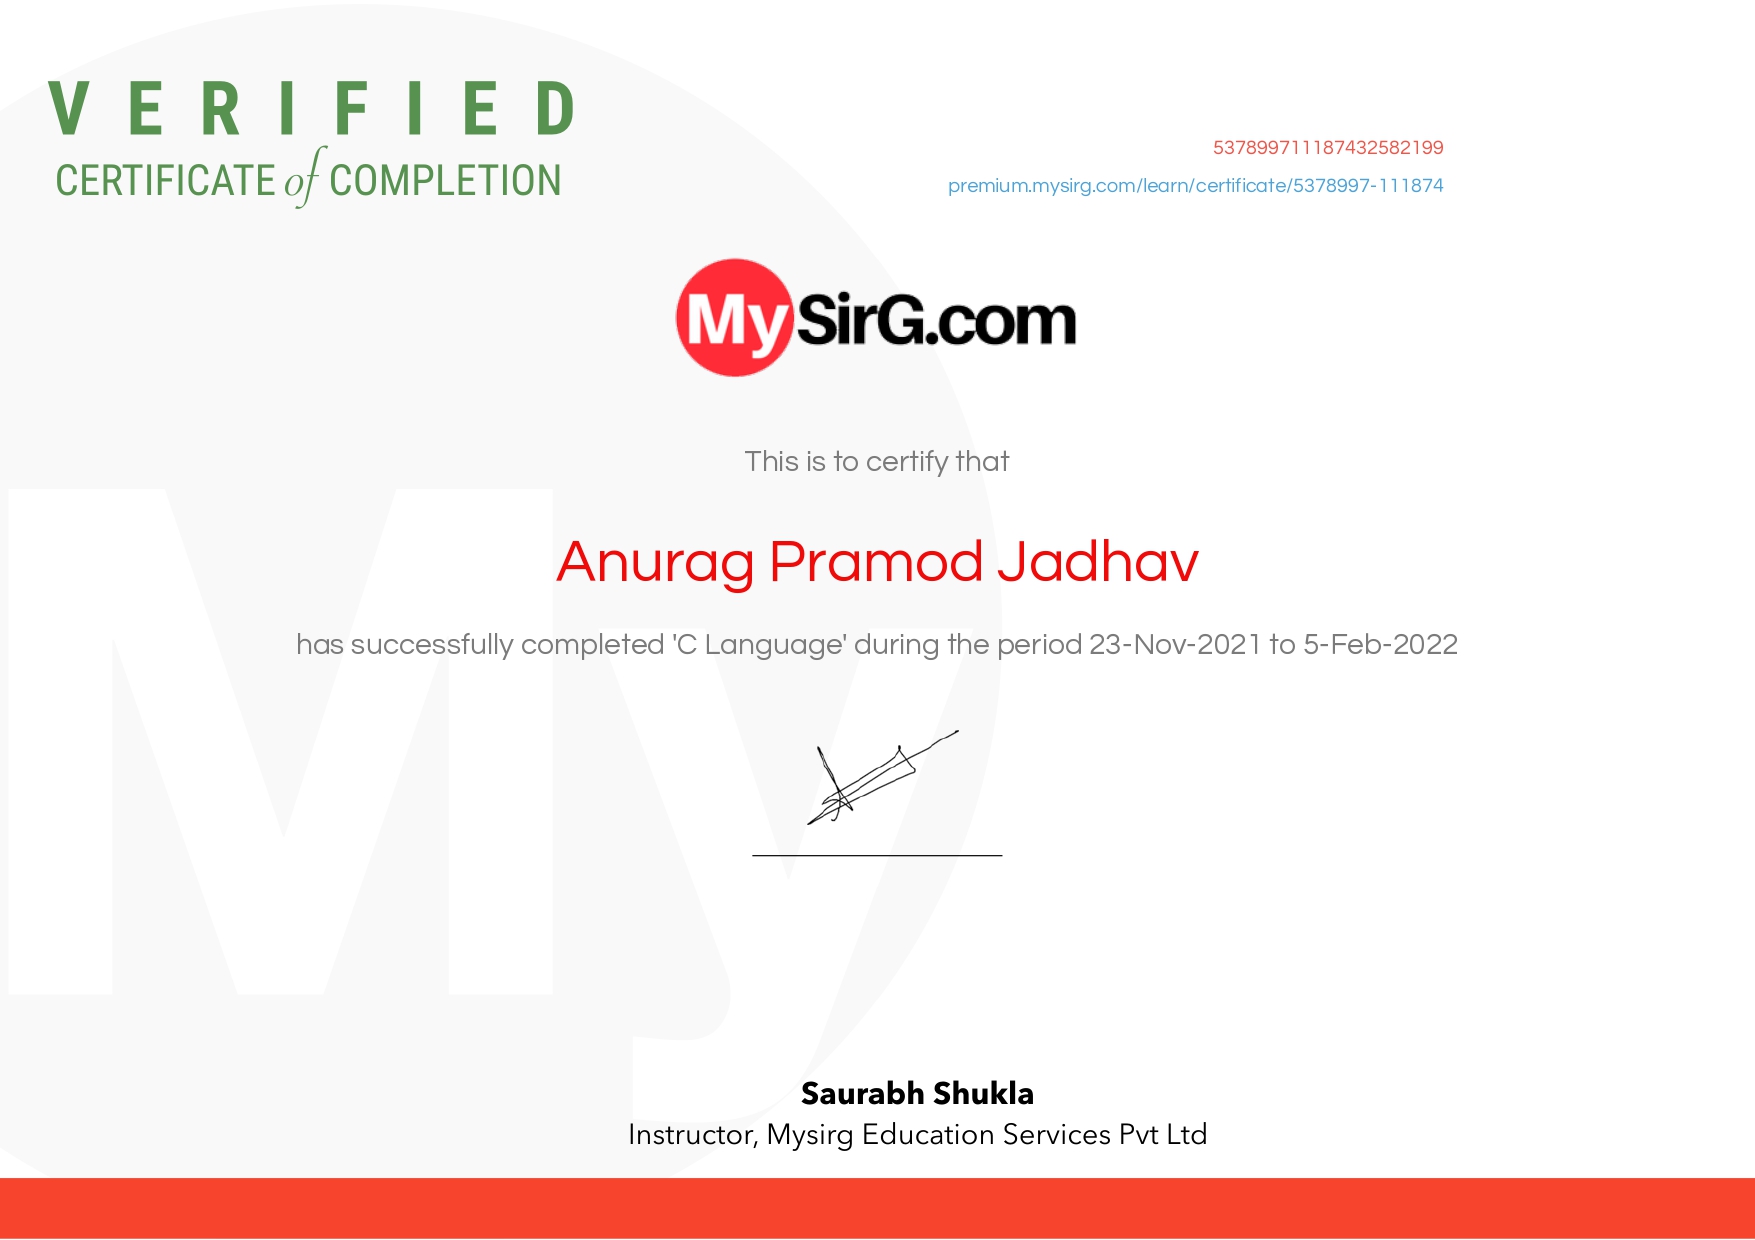 VERIFIED
CERTIFICATE of COMPLETION
537899711187432582199
premium.mysirg.com/learn/certificate/5378997-111874
MySirG.com
This is to certify that
Anurag Pramod Jadhav
has successfully completed 'C Language' during the period 23-Nov-2021 to 5-Feb-2022
Saurabh Shukla
Instructor, Mysirg Education Services Pvt Ltd
My